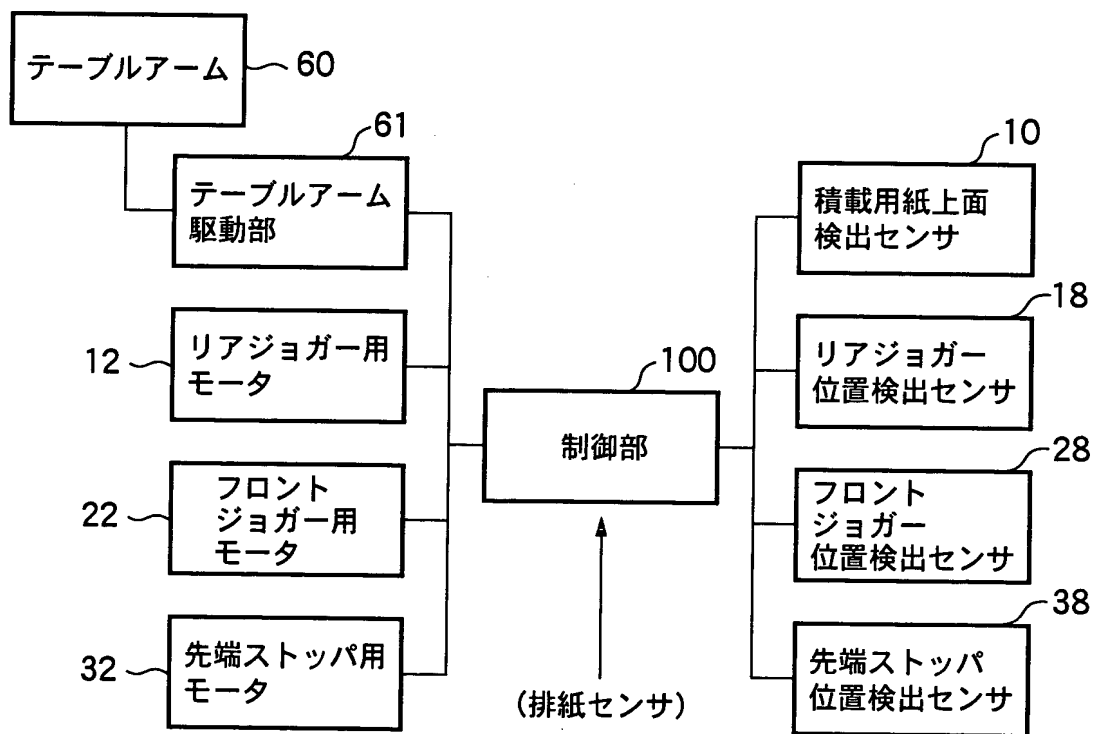 テーブルアーム
60
61
テーブルアーム
駆動部
12
リアジョガー用
モータ
22
フロント
ジョガー用
モータ
32
先端ストッパ用
モータ
100
制御部
(排紙センサ)
10
積載用紙上面
検出センサ
18
リアジョガー
位置検出センサ
28
フロント
ジョガー
位置検出センサ
38
先端ストッパ
位置検出センサ